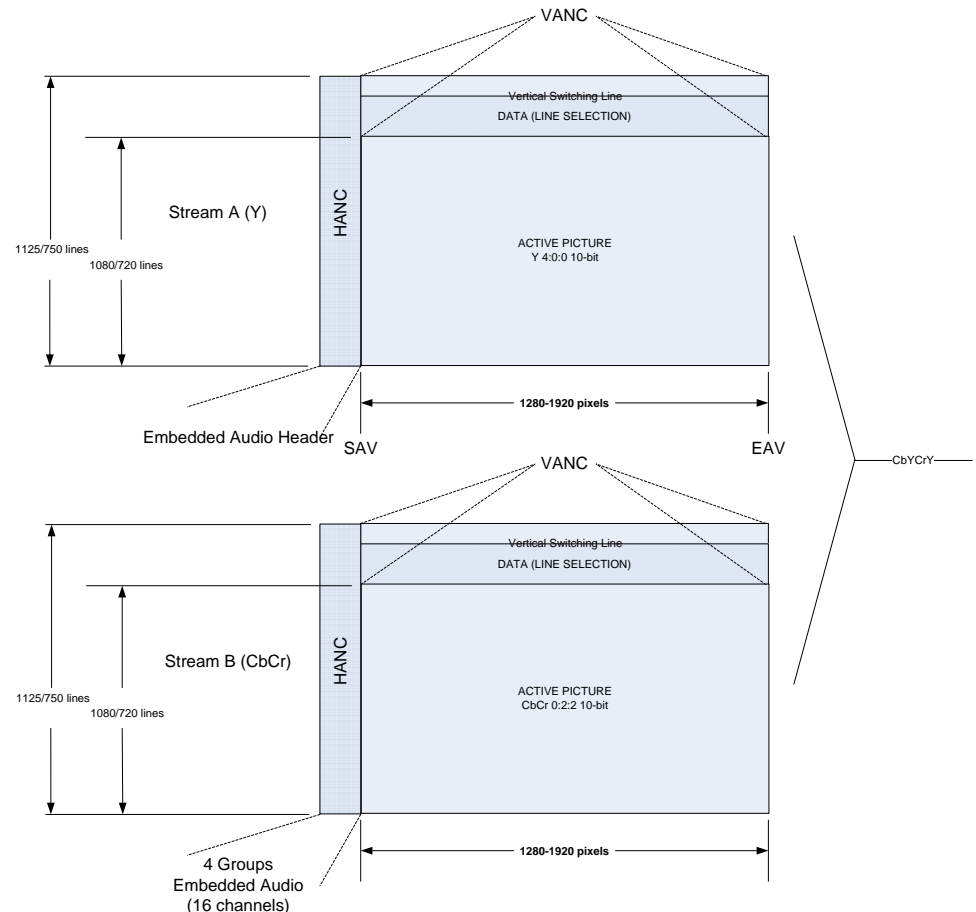 VANC
Vertical Switching Line
DATA (LINE SELECTION)
HANC
Stream A (Y)
1125/750 lines
1080/720 lines
ACTIVE PICTURE
Y 4:0:0 10-bit
1280-1920 pixels
Embedded Audio Header
SAV
EAV
CbYCrY
VANC
Vertical Switching Line
DATA (LINE SELECTION)
HANC
Stream B (CbCr)
1125/750 lines
1080/720 lines
ACTIVE PICTURE
CbCr 0:2:2 10-bit
1280-1920 pixels
4 Groups
Embedded Audio
(16 channels)